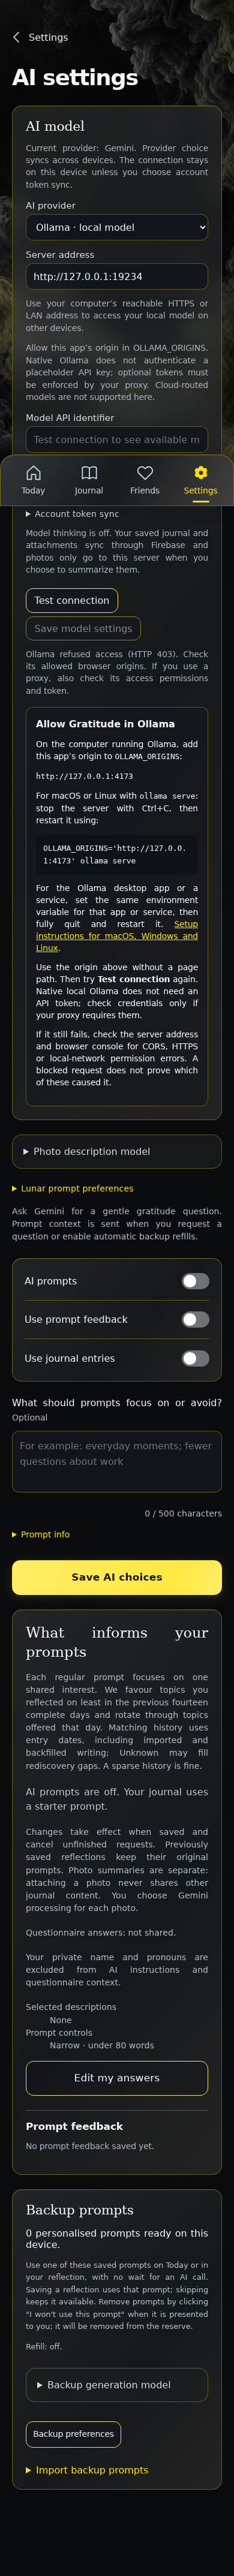 Settings
AI settings
AI model
Current provider: Gemini. Provider choice
syncs across devices. The connection stays
on this device unless you choose account
token sync.
AI provider
Ollama · local model
Server address
http://127.0.0.1:19234
Use your computer's reachable HTTPS or
LAN address to access your local model on
other devices.
Allow this app's origin in OLLAMA_ORIGINS.
Native Ollama does not authenticate a
placeholder API key; optional tokens must
be enforced by your proxy. Cloud-routed
models are not supported here.
Model API identifier
Test connection to see available m
Today Journal Friends Settings
Account token sync
Model thinking is off. Your saved journal and
attachments sync through Firebase and
photos only go to this server when you
choose to summarize them.
Test connection
Save model settings
Ollama refused access (HTTP 403). Check
its allowed browser origins. If you use a
proxy, also check its access permissions
and token.
Allow Gratitude in Ollama
On the computer running Ollama, add
this app's origin to OLLAMA_ORIGINS:
http://127.0.0.1:4173
For macOS or Linux with ollama serve:
stop the server with Ctrl+C, then
restart it using:
OLLAMA_ORIGINS='http://127.0.0.
1:4173' ollama serve
For the Ollama desktop app or a
service, set the same environment
variable for that app or service, then
fully quit and restart it. Setup
instructions for macOS, Windows and
Linux.
Use the origin above without a page
path. Then try Test connection again.
Native local Ollama does not need an
API token; check credentials only if
your proxy requires them.
If it still fails, check the server address
and browser console for CORS, HTTPS
or local-network permission errors. A
blocked request does not prove which
of these caused it.
Photo description model
Lunar prompt preferences
Ask Gemini for a gentle gratitude question.
Prompt context is sent when you request a
question or enable automatic backup refills.
AI prompts
Use prompt feedback
Use journal entries
What should prompts focus on or avoid?
Optional
For example: everyday moments; fewer
questions about work
0 / 500 characters
Prompt info
Save AI choices
What informs your
prompts
Each regular prompt focuses on one
shared interest. We favour topics you
reflected on least in the previous fourteen
complete days and rotate through topics
offered that day. Matching history uses
entry dates, including imported and
backfilled writing; Unknown may fill
rediscovery gaps. A sparse history is fine.
AI prompts are off. Your journal uses
a starter prompt.
Changes take effect when saved and
cancel unfinished requests. Previously
saved reflections keep their original
prompts. Photo summaries are separate:
attaching a photo never shares other
journal content. You choose Gemini
processing for each photo.
Questionnaire answers: not shared.
Your private name and pronouns are
excluded from AI instructions and
questionnaire context.
Selected descriptions
None
Prompt controls
Narrow · under 80 words
Edit my answers
Prompt feedback
No prompt feedback saved yet.
Backup prompts
0 personalised prompts ready on this
device.
Use one of these saved prompts on Today or in
your reflection, with no wait for an AI call.
Saving a reflection uses that prompt; skipping
keeps it available. Remove prompts by clicking
"I won't use this prompt" when it is presented
to you; it will be removed from the reserve.
Refill: off.
Backup generation model
Backup preferences
Import backup prompts